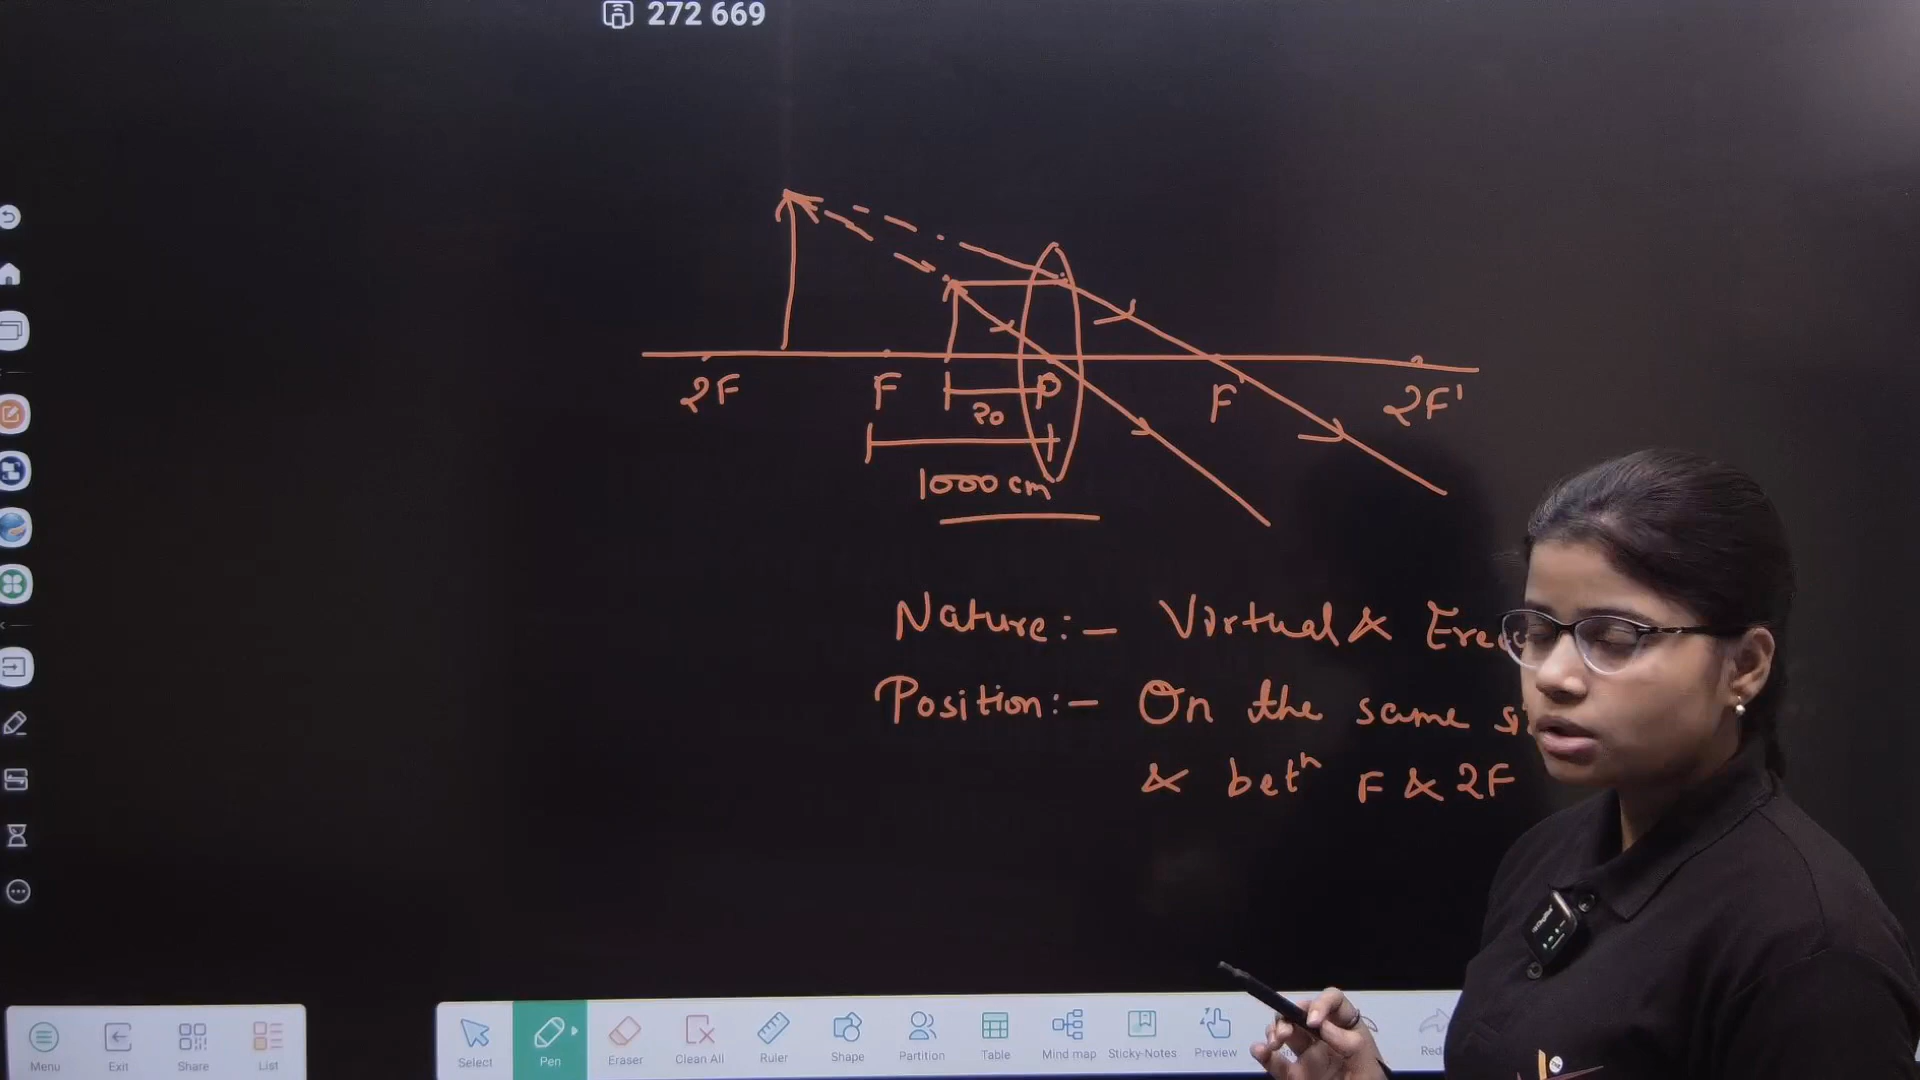 272 669
2F F P F 2F'
20
1000 cm
Nature:- Virtual &
Position:- On the same
& betⁿ F & 2F
Menu Exit Share List
Select Pen Eraser Clean All Ruler Shape Partition Table Mind map Sticky-Notes Preview